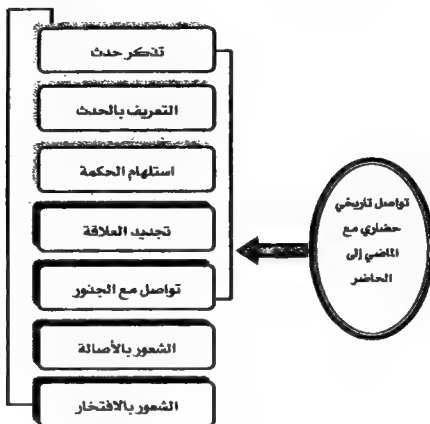 تذكر حدث
التعريف بالحدث
استلهام الحكمة
تجديد العلاقة
تواصل مع الجذور
الشعور بالأصالة
الشعور بالافتخار
تواصل تاريخي
حضاري مع
الماضي إلى
الحاضر